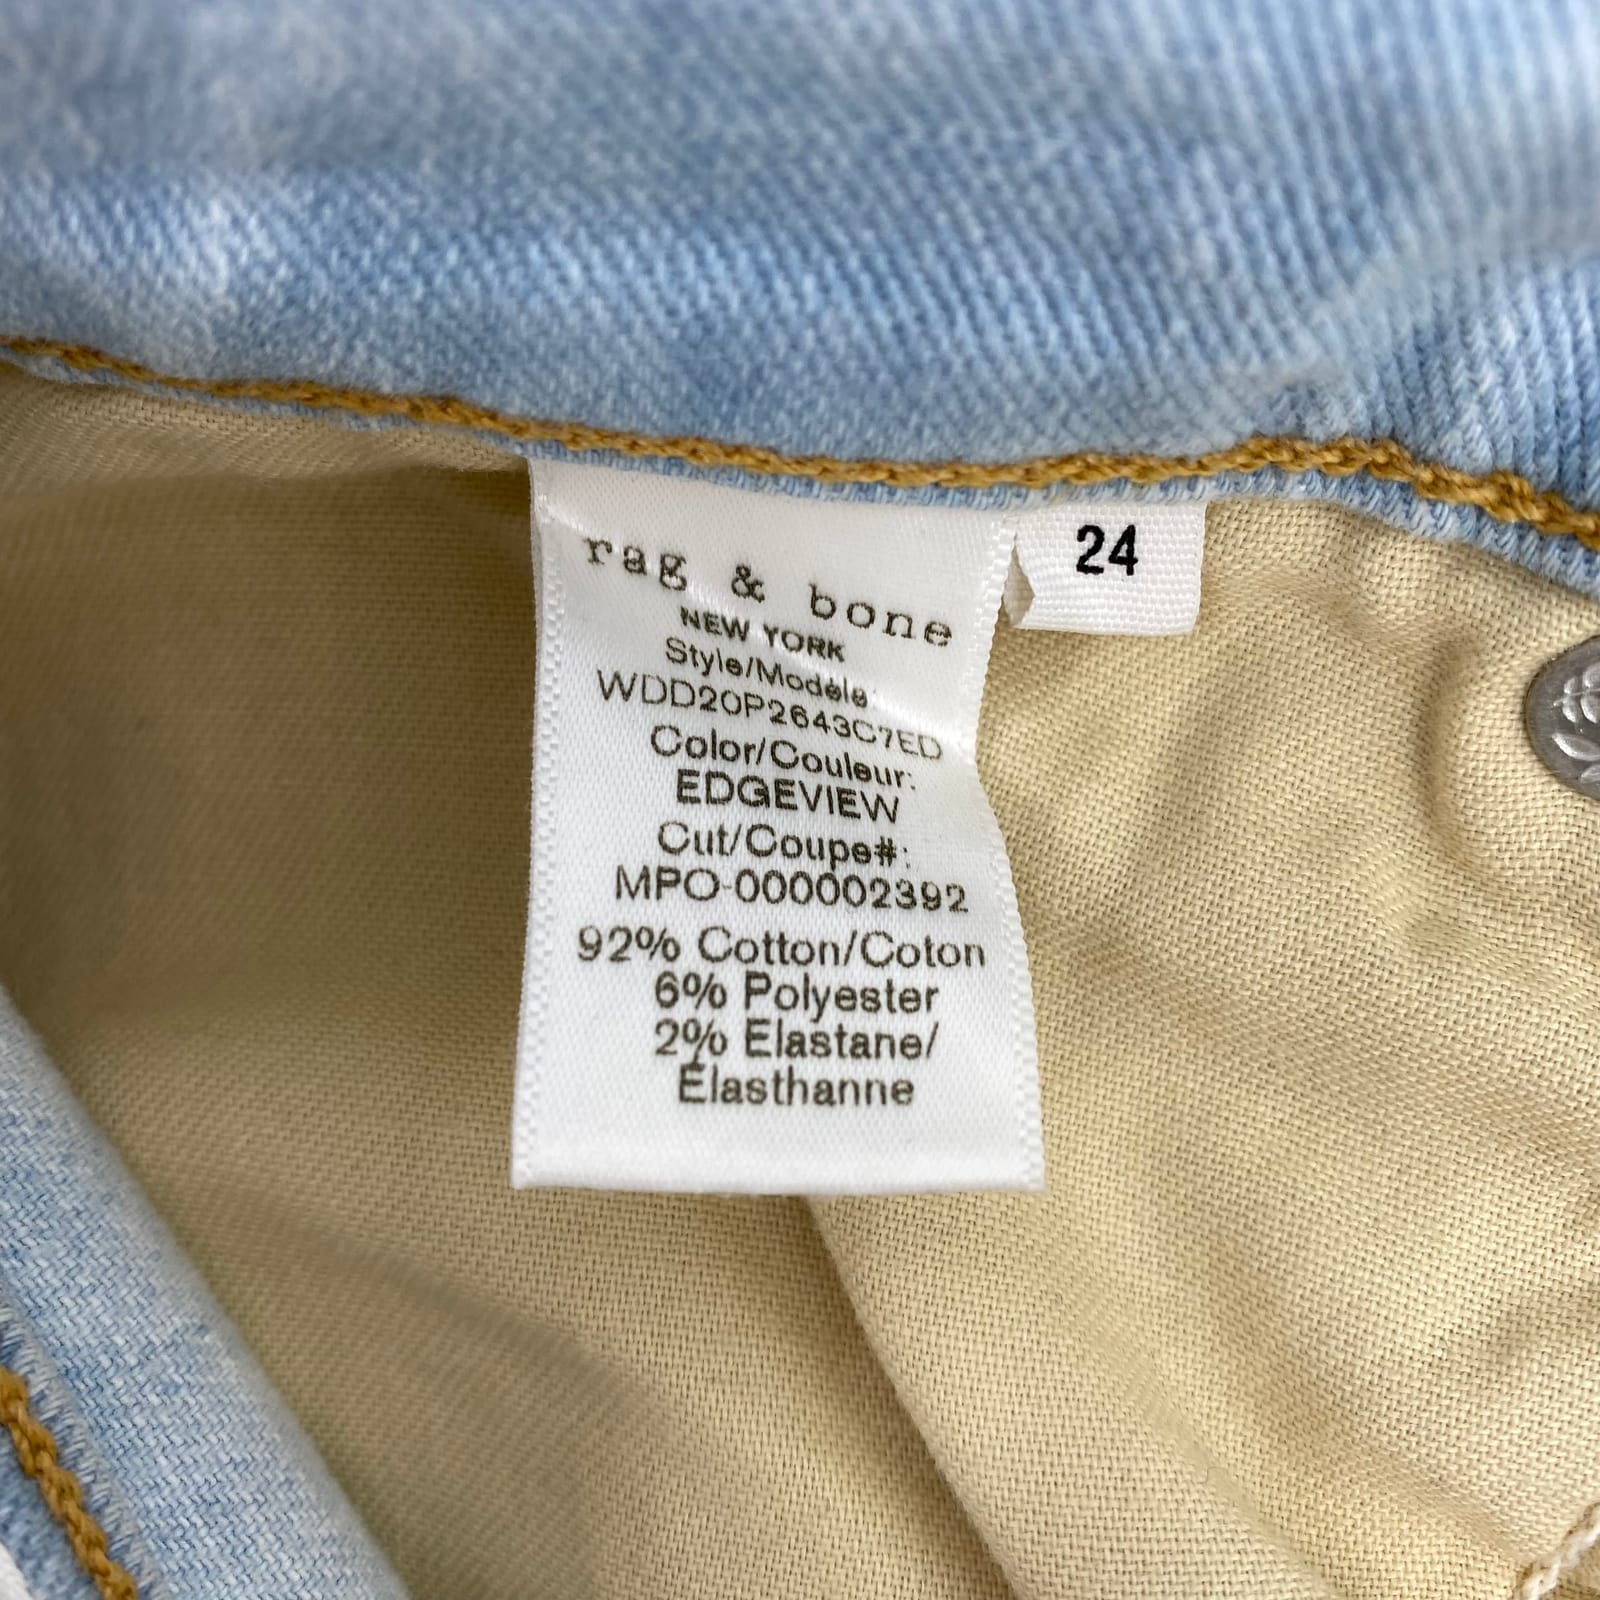 rag & bone
24
NEW YORK
Style/Modèle:
WDD20P2643C7ED
Color/Couleur:
EDGEVIEW
Cut/Coupe#:
MPO-000002392
92% Cotton/Coton
6% Polyester
2% Elastane/
Élasthanne